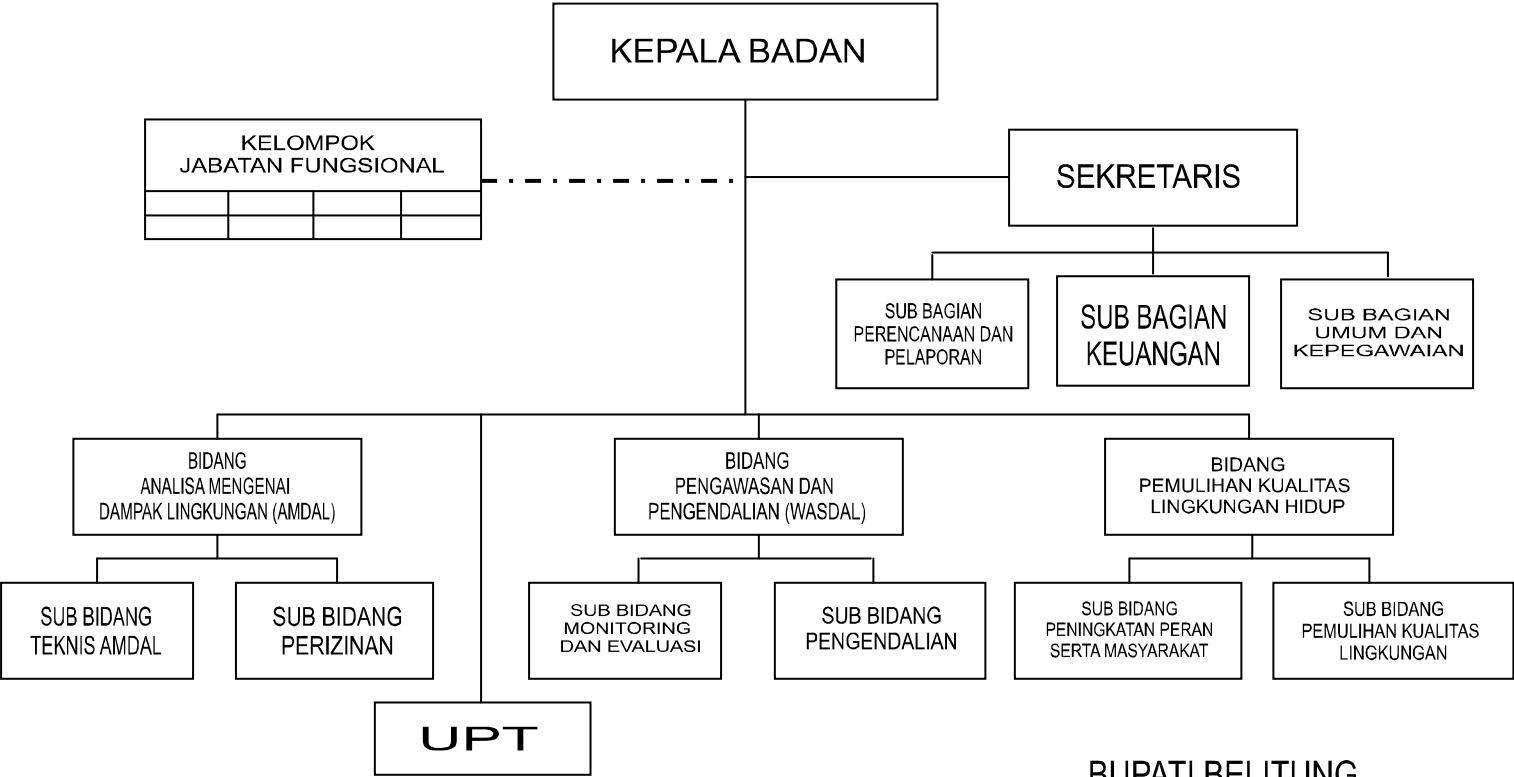 KEPALA BADAN
KELOMPOK
JABATAN FUNGSIONAL
SEKRETARIS
SUB BAGIAN
PERENCANAAN DAN
PELAPORAN
SUB BAGIAN
KEUANGAN
SUB BAGIAN
UMUM DAN
KEPEGAWAIAN
BIDANG
ANALISA MENGENAI
DAMPAK LINGKUNGAN (AMDAL)
BIDANG
PENGAWASAN DAN
PENGENDALIAN (WASDAL)
BIDANG
PEMULIHAN KUALITAS
LINGKUNGAN HIDUP
SUB BIDANG
TEKNIS AMDAL
SUB BIDANG
PERIZINAN
SUB BIDANG
MONITORING
DAN EVALUASI
SUB BIDANG
PENGENDALIAN
SUB BIDANG
PENINGKATAN PERAN
SERTA MASYARAKAT
SUB BIDANG
PEMULIHAN KUALITAS
LINGKUNGAN
UPT
BUPATI BELITUNG